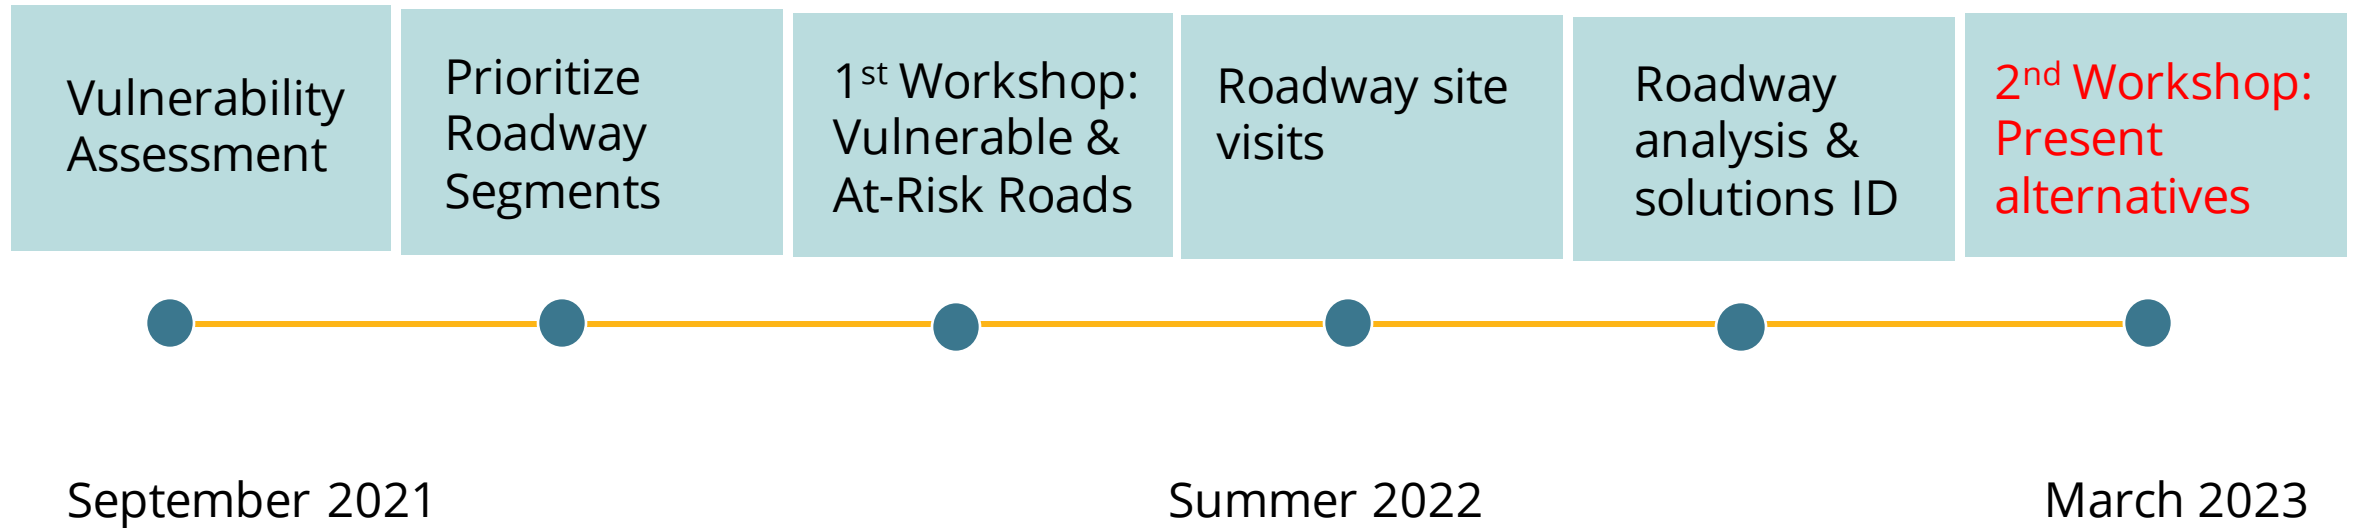 Vulnerability
Assessment
Prioritize
Roadway
Segments
1st Workshop:
Vulnerable &
At-Risk Roads
Roadway site
visits
Roadway
analysis &
solutions ID
2nd Workshop:
Present
alternatives
September 2021
Summer 2022
March 2023